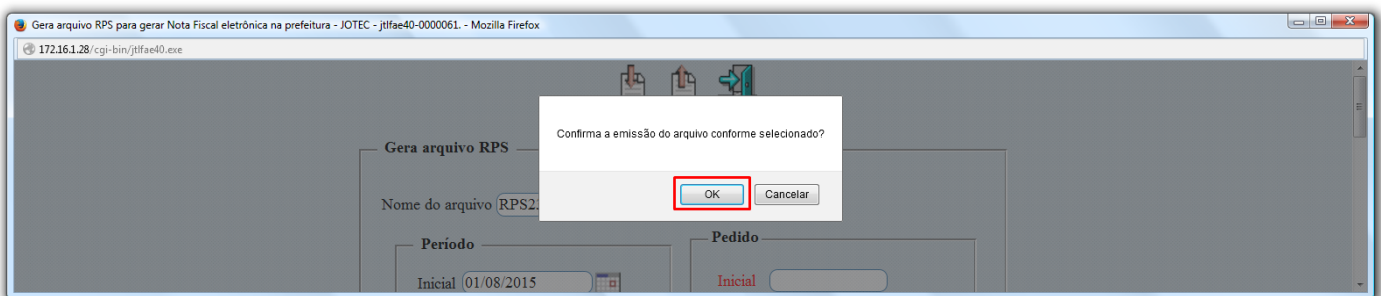 Gera arquivo RPS para gerar Nota Fiscal eletrônica na prefeitura - JOTEC - jtlfae40-0000061. - Mozilla Firefox
172.16.1.28/cgi-bin/jtlfae40.exe
Confirma a emissão do arquivo conforme selecionado?
OK Cancelar
Gera arquivo RPS
Nome do arquivo RPS2
Período Pedido
Inicial 01/08/2015 Inicial